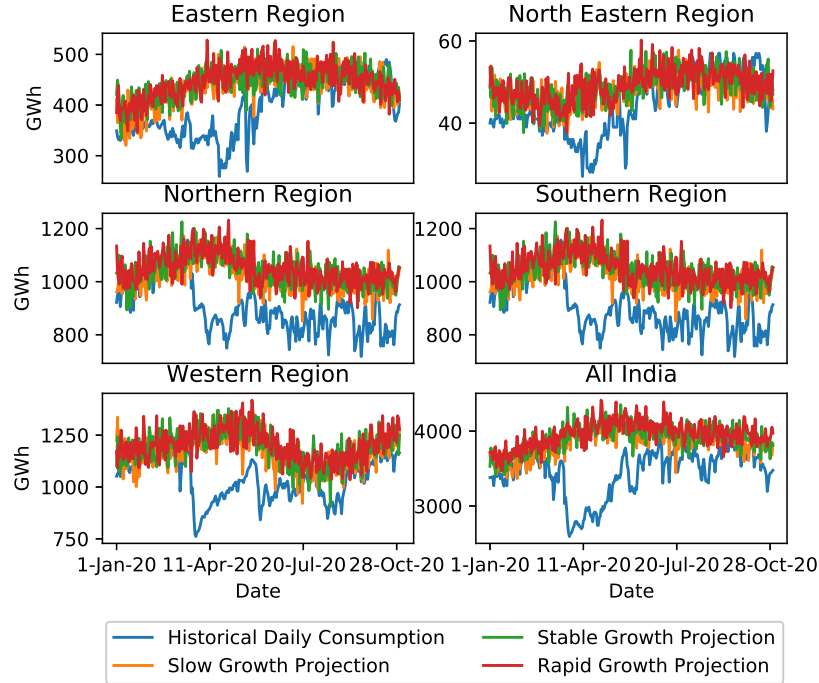 Eastern Region
North Eastern Region
500
400
300
GWh
60
40
Northern Region
Southern Region
1200
1000
800
GWh
1200
1000
800
Western Region
All India
1250
1000
750
GWh
4000
3000
1-Jan-20 11-Apr-20 20-Jul-20 28-Oct-20
1-Jan-20 11-Apr-20 20-Jul-20 28-Oct-20
Date
Date
Historical Daily Consumption
Slow Growth Projection
Stable Growth Projection
Rapid Growth Projection